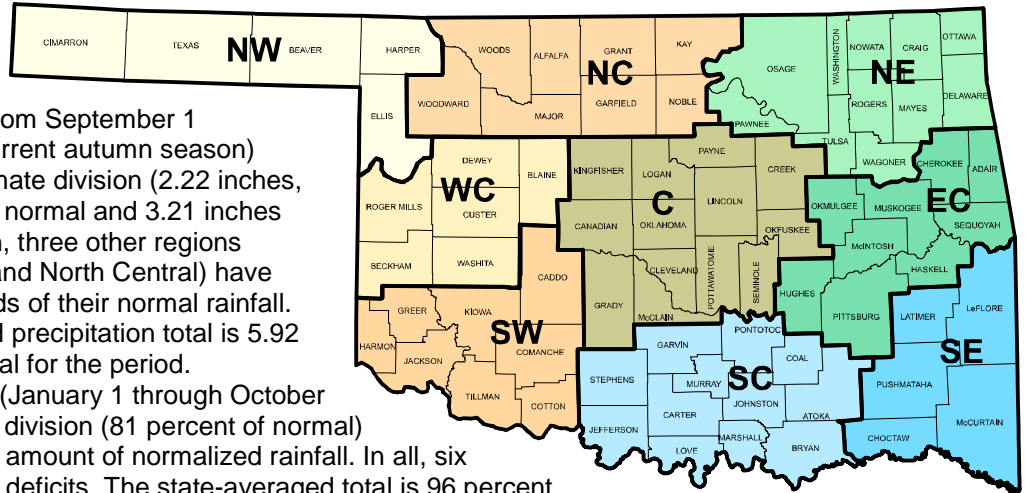 om September 1
urrent autumn season)
mate division (2.22 inches,
normal and 3.21 inches
, three other regions
and North Central) have
ds of their normal rainfall.
d precipitation total is 5.92
al for the period.
(January 1 through October
division (81 percent of normal)
amount of normalized rainfall. In all, six
deficits. The state-averaged total is 96 percent
CIMARRON
TEXAS
NW
BEAVER
HARPER
ELLIS
WOODS
ALFALFA
GRANT
KAY
NC
WOODWARD
MAJOR
GARFIELD
NOBLE
OSAGE
WASHINGTON
NOWATA
CRAIG
OTTAWA
NE
ROGERS
MAYES
DELAWARE
PAWNEE
TULSA
WAGONER
DEWEY
BLAINE
WC
ROGER MILLS
CUSTER
BECKHAM
WASHITA
KINGFISHER
LOGAN
PAYNE
CREEK
C
LINCOLN
CANADIAN
OKLAHOMA
OKFUSKEE
CLEVELAND
POTTAWATOMIE
SEMINOLE
GRADY
McCLAIN
CHEROKEE
ADAIR
OKMULGEE
MUSKOGEE
EC
SEQUOYAH
McINTOSH
HASKELL
HUGHES
PITTSBURG
CADDO
GREER
KIOWA
SW
HARMON
JACKSON
COMANCHE
TILLMAN
COTTON
PONTOTOC
GARVIN
STEPHENS
MURRAY
SC
COAL
CARTER
JOHNSTON
ATOKA
JEFFERSON
LOVE
MARSHALL
BRYAN
LATIMER
LeFLORE
SE
PUSHMATAHA
McCURTAIN
CHOCTAW